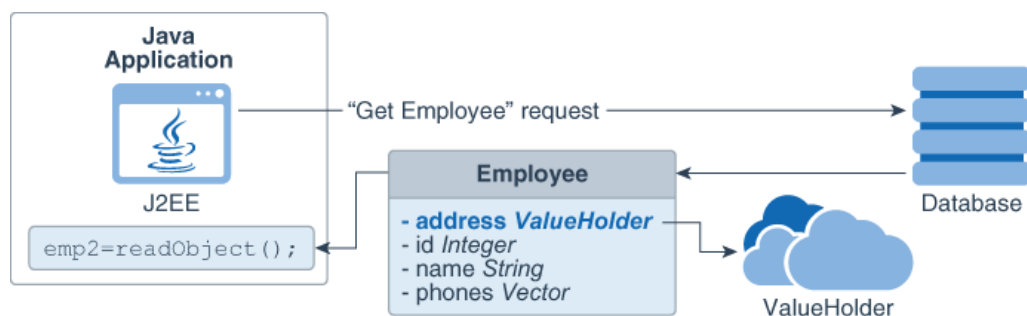 Java
Application
“Get Employee” request
J2EE
emp2=readObject();
Employee
- address ValueHolder
- id Integer
- name String
- phones Vector
Database
ValueHolder